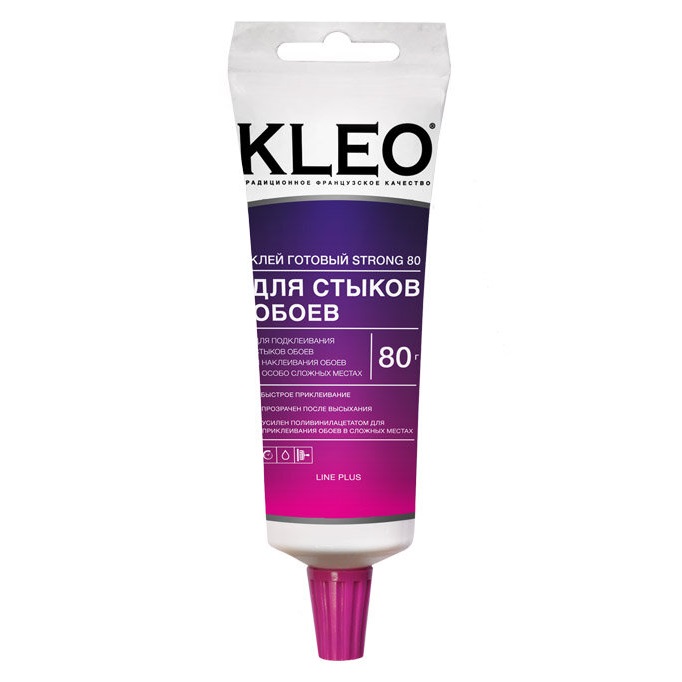 KLEO®
РАДИЦИОННОЕ ФРАНЦУЗСКОЕ КАЧЕСТВО
КЛЕЙ ГОТОВЫЙ STRONG 80
ДЛЯ СТЫКОВ
ОБОЕВ
ДЛЯ ПОДКЛЕИВАНИЯ
СТЫКОВ ОБОЕВ
И НАКЛЕИВАНИЯ ОБОЕВ
В ОСОБО СЛОЖНЫХ МЕСТАХ
80 г
БЫСТРОЕ ПРИКЛЕИВАНИЕ
ПРОЗРАЧЕН ПОСЛЕ ВЫСЫХАНИЯ
УСИЛЕН ПОЛИВИНИЛАЦЕТАТОМ ДЛЯ
ПРИКЛЕИВАНИЯ ОБОЕВ В СЛОЖНЫХ МЕСТАХ
LINE PLUS